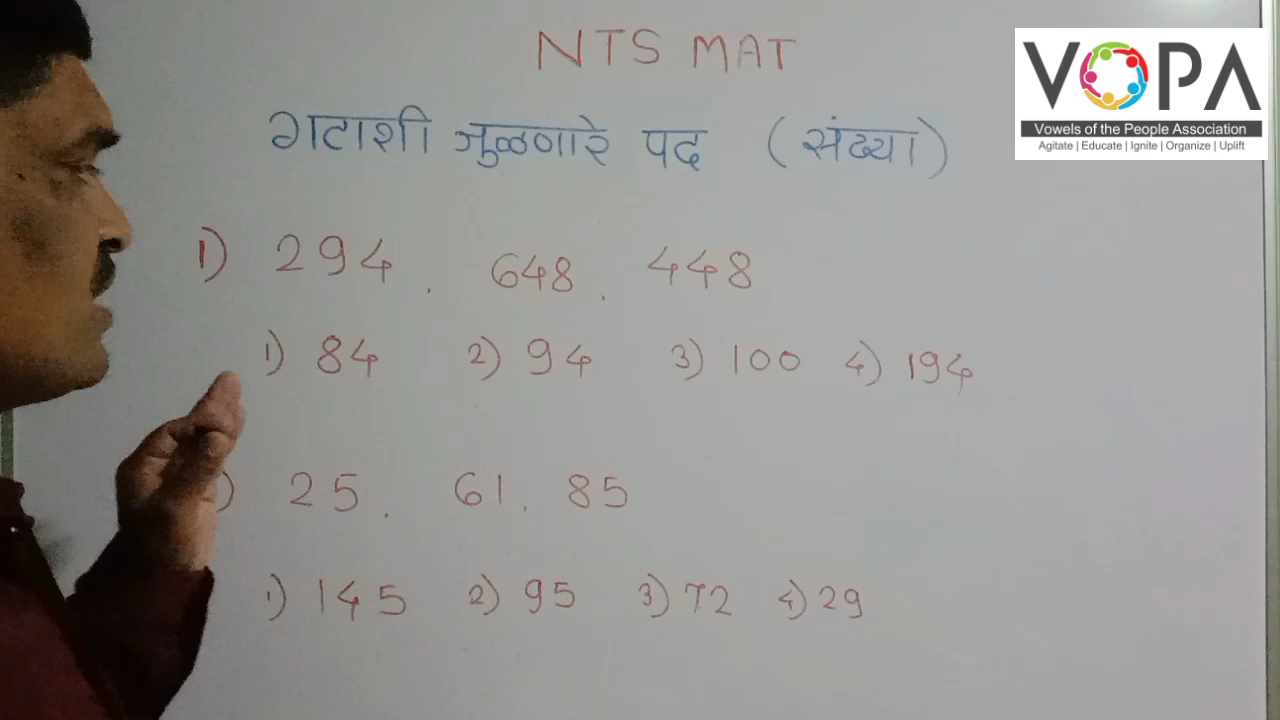 NTS MAT
VOPA
Vowels of the People Association
Agitate | Educate | Ignite | Organize | Uplift
गटाशी जुळणारे पद (संख्या)
1) 294, 648, 448
1) 84 2) 94 3) 100 4) 194
) 25, 61, 85
1) 145 2) 95 3) 72 4) 29